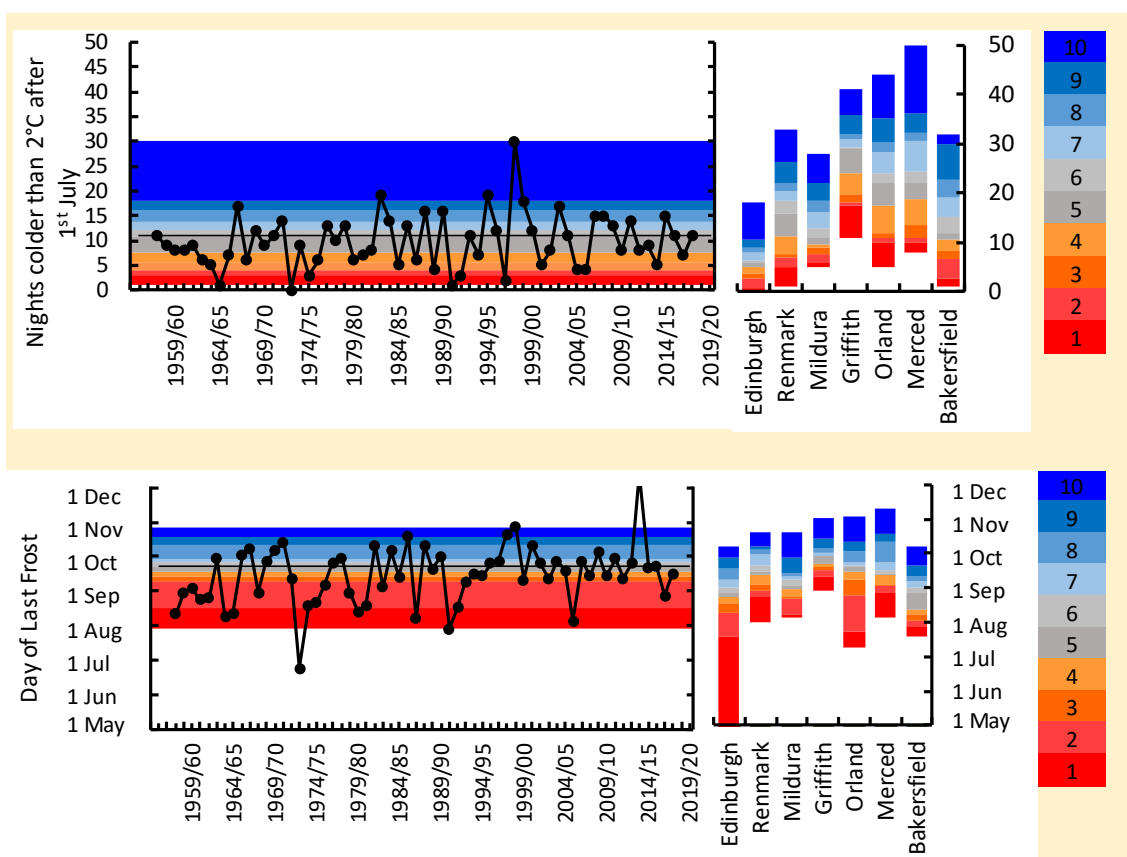 Nights colder than 2°C after
1st July
50
45
40
35
30
25
20
15
10
5
0
1959/60
1964/65
1969/70
1974/75
1979/80
1984/85
1989/90
1994/95
1999/00
2004/05
2009/10
2014/15
2019/20
50
40
30
20
10
0
Edinburgh
Renmark
Mildura
Griffith
Orland
Merced
Bakersfield
10
9
8
7
6
5
4
3
2
1
Day of Last Frost
1 Dec
1 Nov
1 Oct
1 Sep
1 Aug
1 Jul
1 Jun
1 May
1959/60
1964/65
1969/70
1974/75
1979/80
1984/85
1989/90
1994/95
1999/00
2004/05
2009/10
2014/15
2019/20
1 Dec
1 Nov
1 Oct
1 Sep
1 Aug
1 Jul
1 Jun
1 May
Edinburgh
Renmark
Mildura
Griffith
Orland
Merced
Bakersfield
10
9
8
7
6
5
4
3
2
1